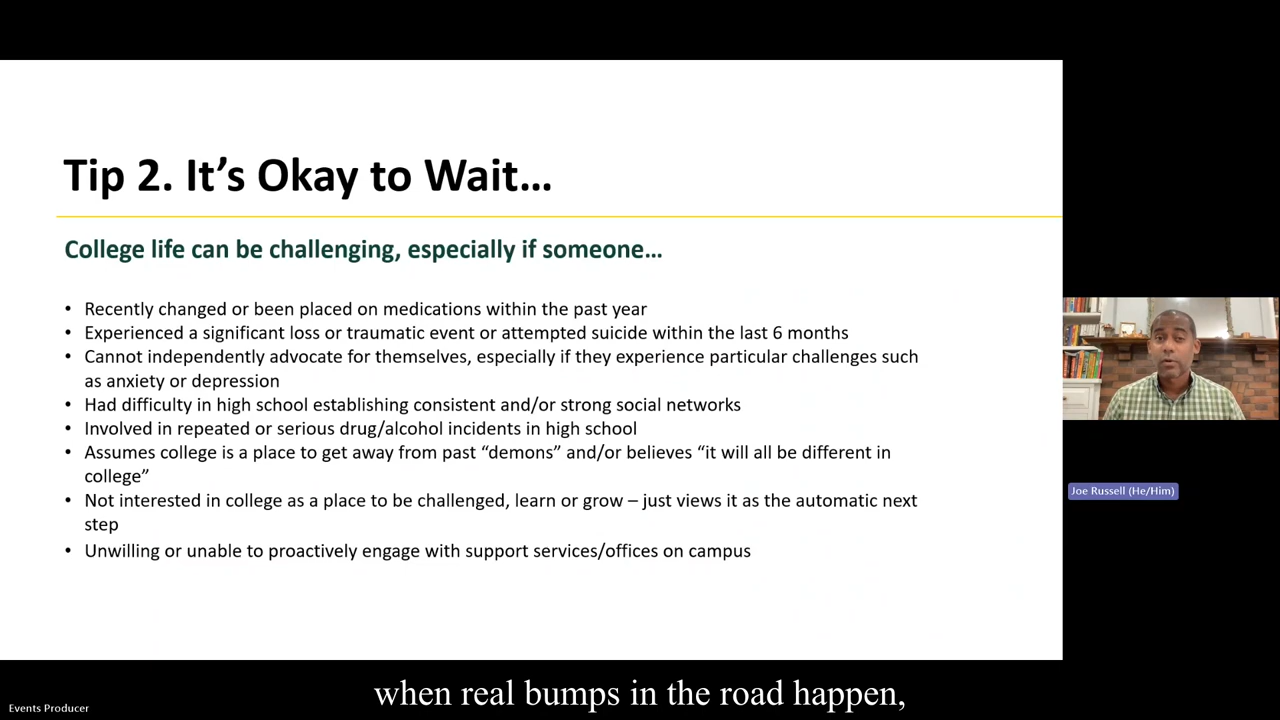 Tip 2. It’s Okay to Wait…
College life can be challenging, especially if someone…
• Recently changed or been placed on medications within the past year
• Experienced a significant loss or traumatic event or attempted suicide within the last 6 months
• Cannot independently advocate for themselves, especially if they experience particular challenges such
as anxiety or depression
• Had difficulty in high school establishing consistent and/or strong social networks
• Involved in repeated or serious drug/alcohol incidents in high school
• Assumes college is a place to get away from past “demons” and/or believes “it will all be different in
college”
• Not interested in college as a place to be challenged, learn or grow – just views it as the automatic next
step
• Unwilling or unable to proactively engage with support services/offices on campus
Joe Russell (He/Him)
when real bumps in the road happen,
Events Producer